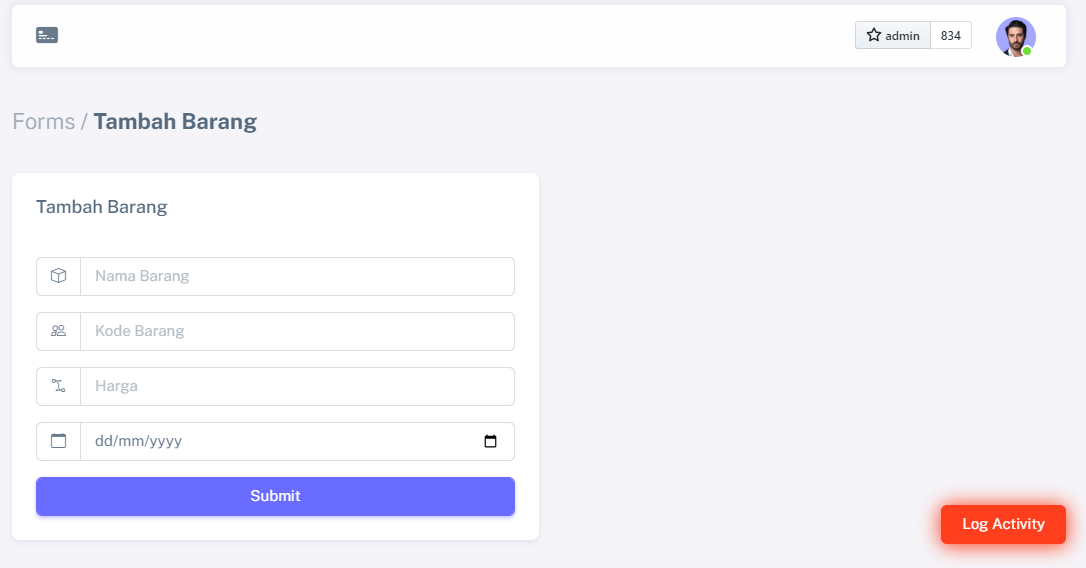 admin 834
Forms / Tambah Barang
Tambah Barang
Nama Barang
Kode Barang
Harga
dd/mm/yyyy
Submit
Log Activity